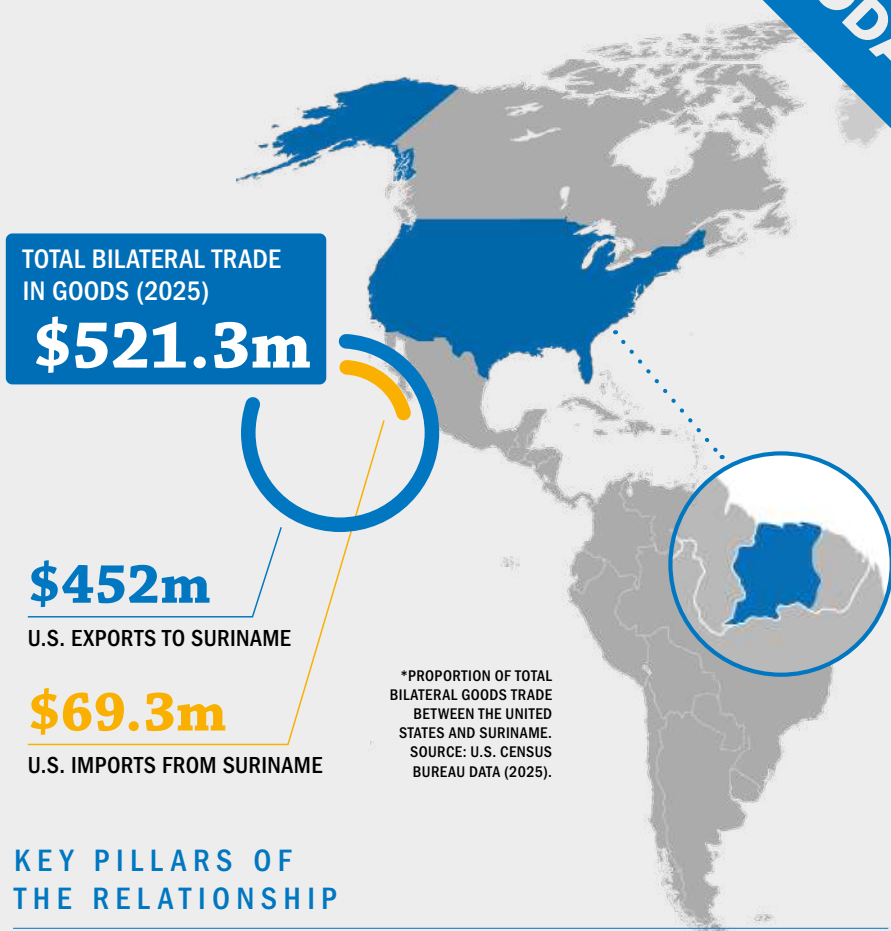 TOTAL BILATERAL TRADE
IN GOODS (2025)
$521.3m
$452m
U.S. EXPORTS TO SURINAME
$69.3m
U.S. IMPORTS FROM SURINAME
*PROPORTION OF TOTAL
BILATERAL GOODS TRADE
BETWEEN THE UNITED
STATES AND SURINAME.
SOURCE: U.S. CENSUS
BUREAU DATA (2025).
KEY PILLARS OF
THE RELATIONSHIP